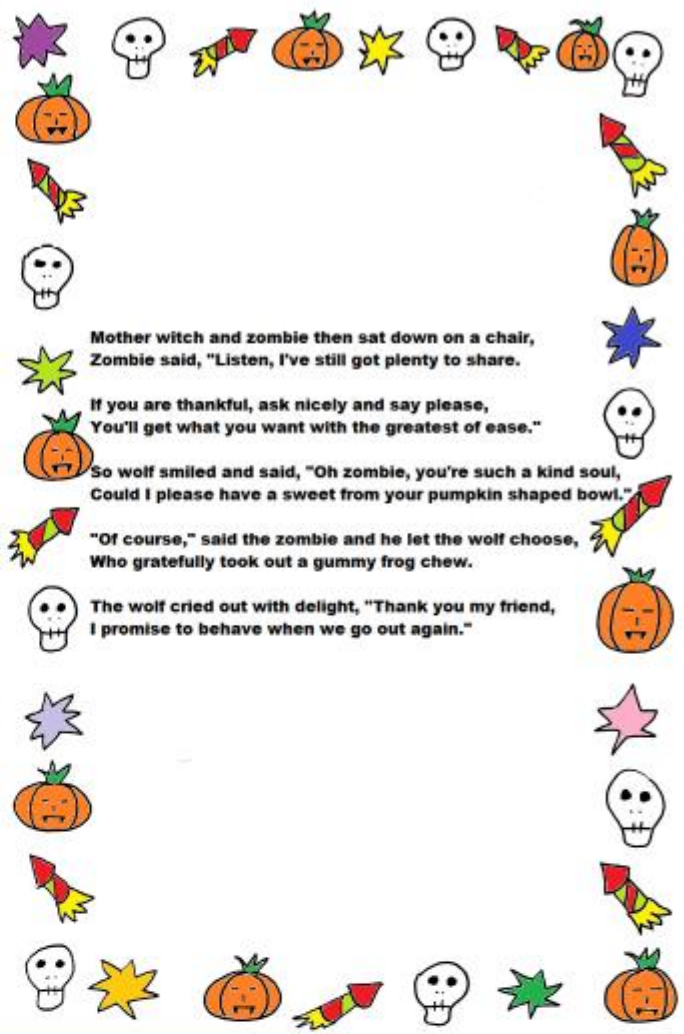 Mother witch and zombie then sat down on a chair,
Zombie said, "Listen, I've still got plenty to share.
If you are thankful, ask nicely and say please,
You'll get what you want with the greatest of ease."
So wolf smiled and said, "Oh zombie, you're such a kind soul,
Could I please have a sweet from your pumpkin shaped bowl."
"Of course," said the zombie and he let the wolf choose,
Who gratefully took out a gummy frog chew.
The wolf cried out with delight, "Thank you my friend,
I promise to behave when we go out again."